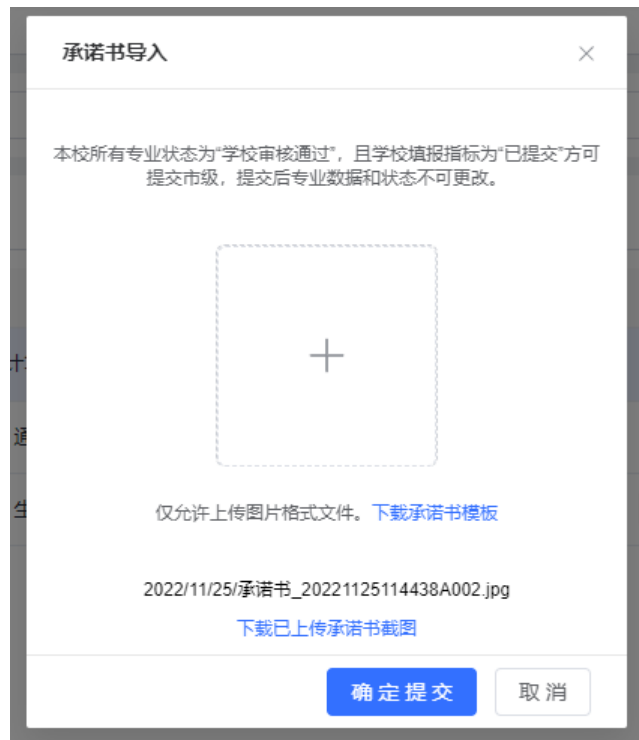 承诺书导入
本校所有专业状态为“学校审核通过”，且学校填报指标为“已提交”方可
提交市级，提交后专业数据和状态不可更改。
仅允许上传图片格式文件。下载承诺书模板
2022/11/25/承诺书_20221125114438A002.jpg
下载已上传承诺书截图
确定提交 取消
通